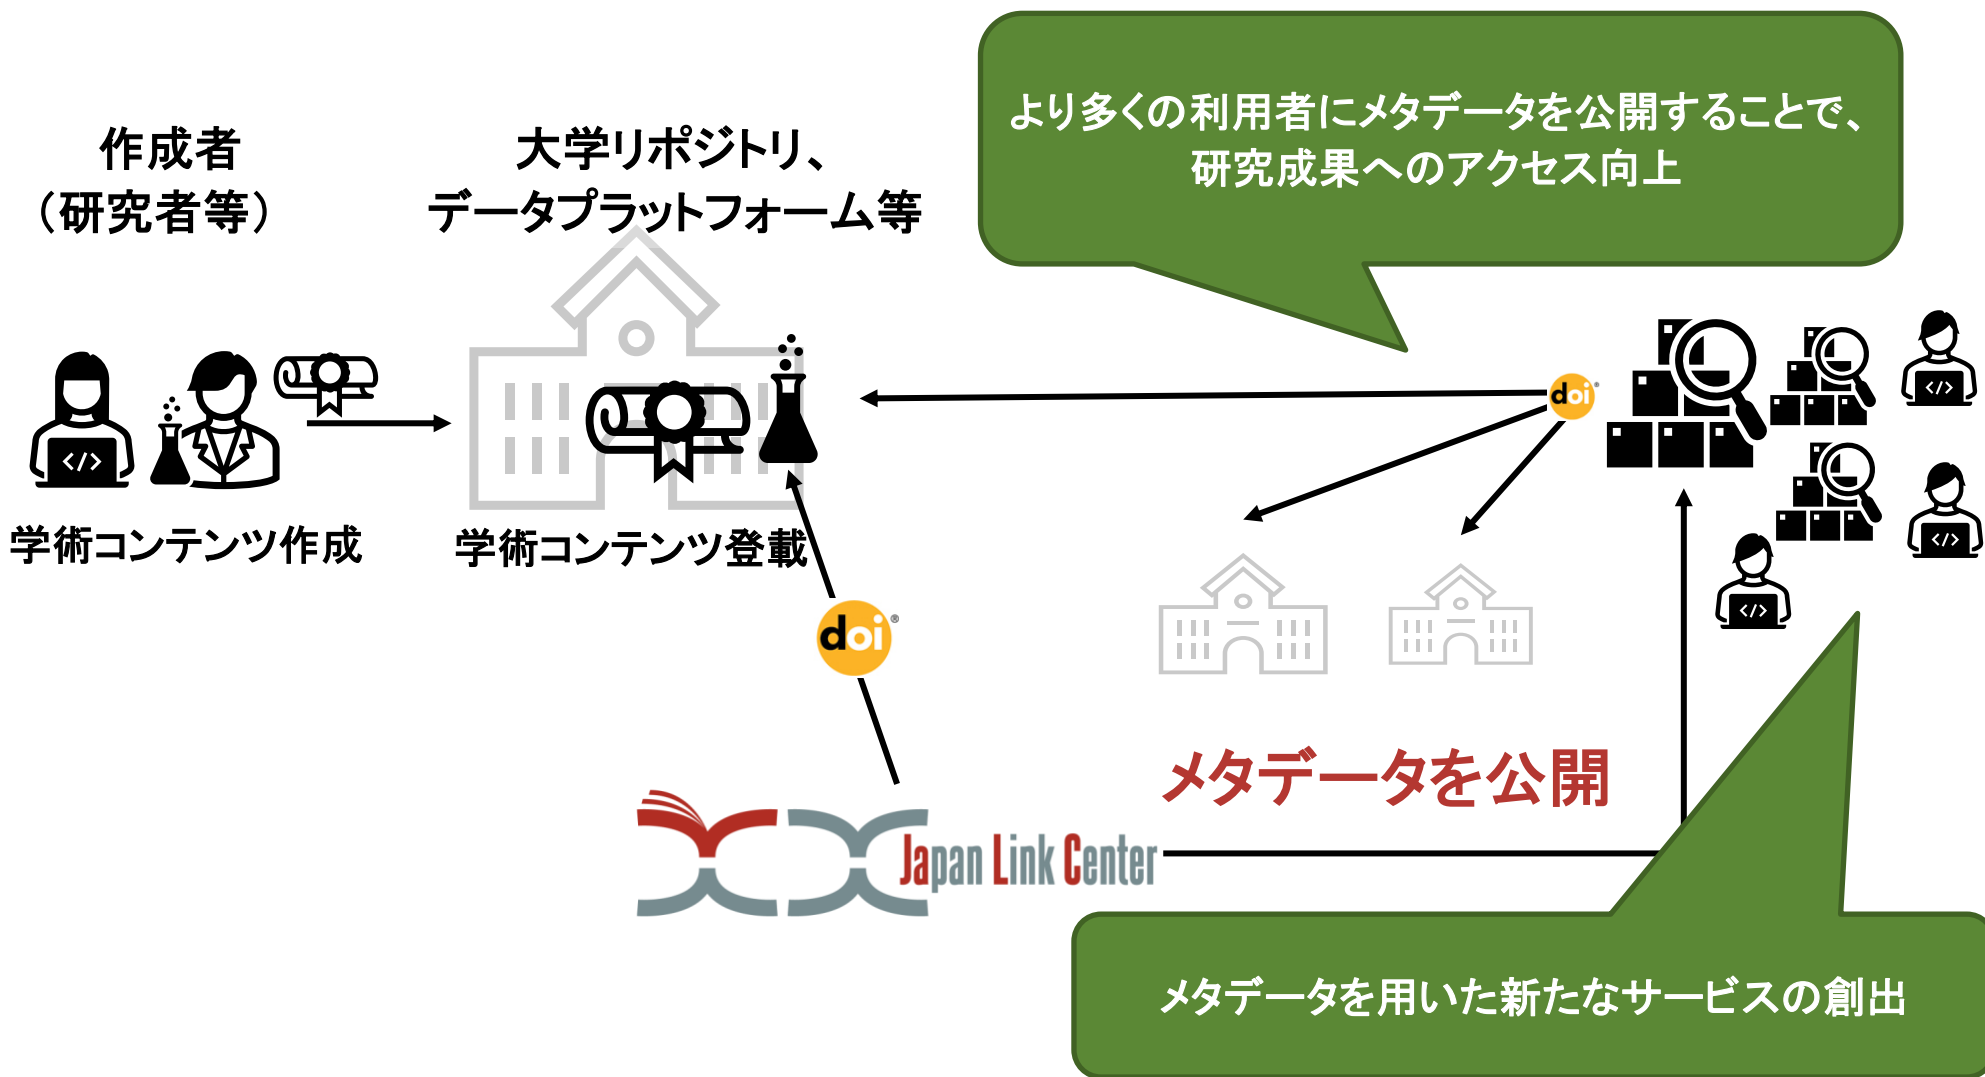 より多くの利用者にメタデータを公開することで、
研究成果へのアクセス向上
作成者
（研究者等）
大学リポジトリ、
データプラットフォーム等
学術コンテンツ作成
学術コンテンツ登載
doi®
doi®
</>
</>
</>
</>
メタデータを公開
Japan Link Center
メタデータを用いた新たなサービスの創出